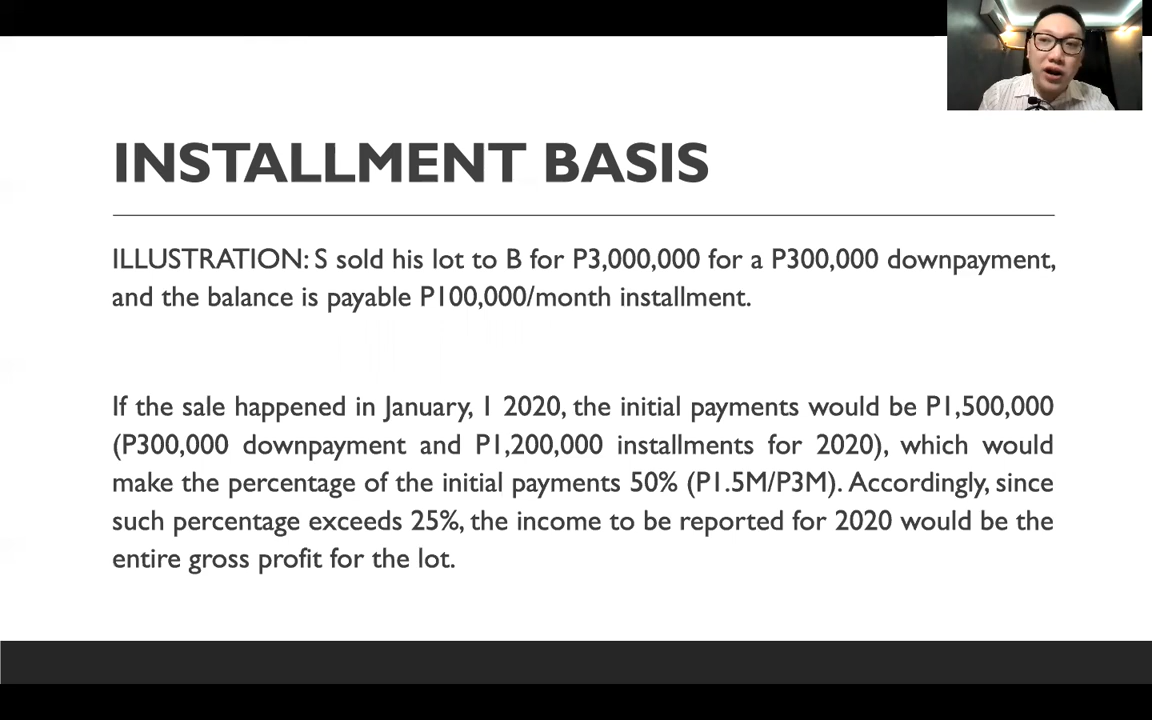 INSTALLMENT BASIS
ILLUSTRATION: S sold his lot to B for P3,000,000 for a P300,000 downpayment,
and the balance is payable P100,000/month installment.
If the sale happened in January, 1 2020, the initial payments would be P1,500,000
(P300,000 downpayment and P1,200,000 installments for 2020), which would
make the percentage of the initial payments 50% (P1.5M/P3M). Accordingly, since
such percentage exceeds 25%, the income to be reported for 2020 would be the
entire gross profit for the lot.